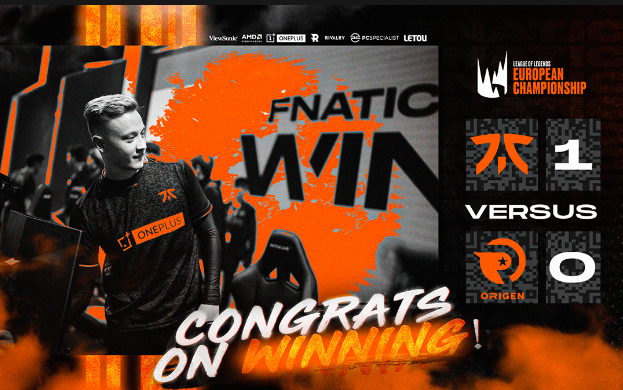 ViewSonic AMD ONEPLUS RIVALRY PCSPECIALIST LETOU
LEAGUE OF LEGENDS
EUROPEAN
CHAMPIONSHIP
FNATIC
WIN
1
ONEPLUS
VERSUS
0
ORIGEN
CONGRATS
ON WINNING!